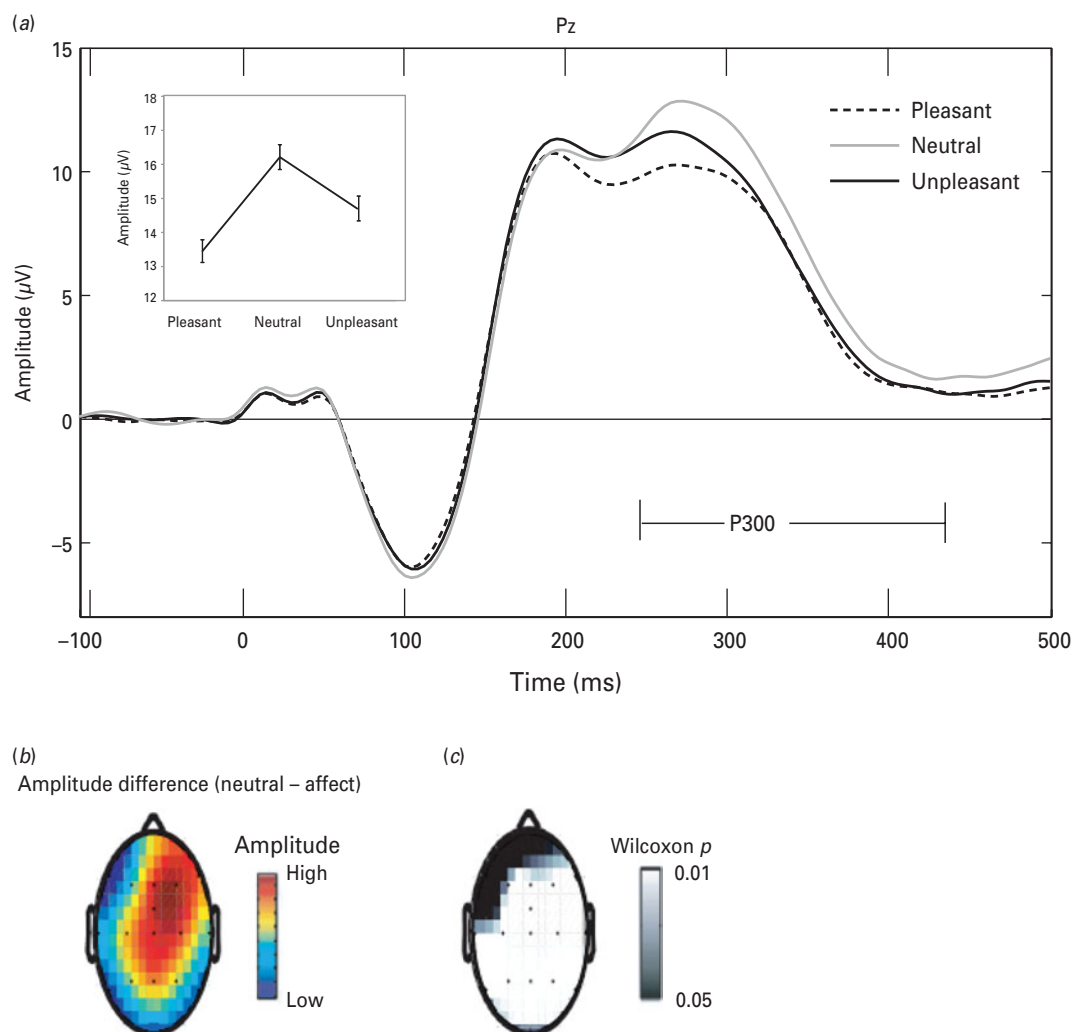 (a)
Pz
15
10
5
0
−5
Amplitude (µV)
18
17
16
15
14
13
12
Amplitude (µV)
Pleasant Neutral Unpleasant
Pleasant
Neutral
Unpleasant
P300
−100 0 100 200 300 400 500
Time (ms)
(b)
Amplitude difference (neutral – affect)
Amplitude
High
Low
(c)
Wilcoxon p
0.01
0.05